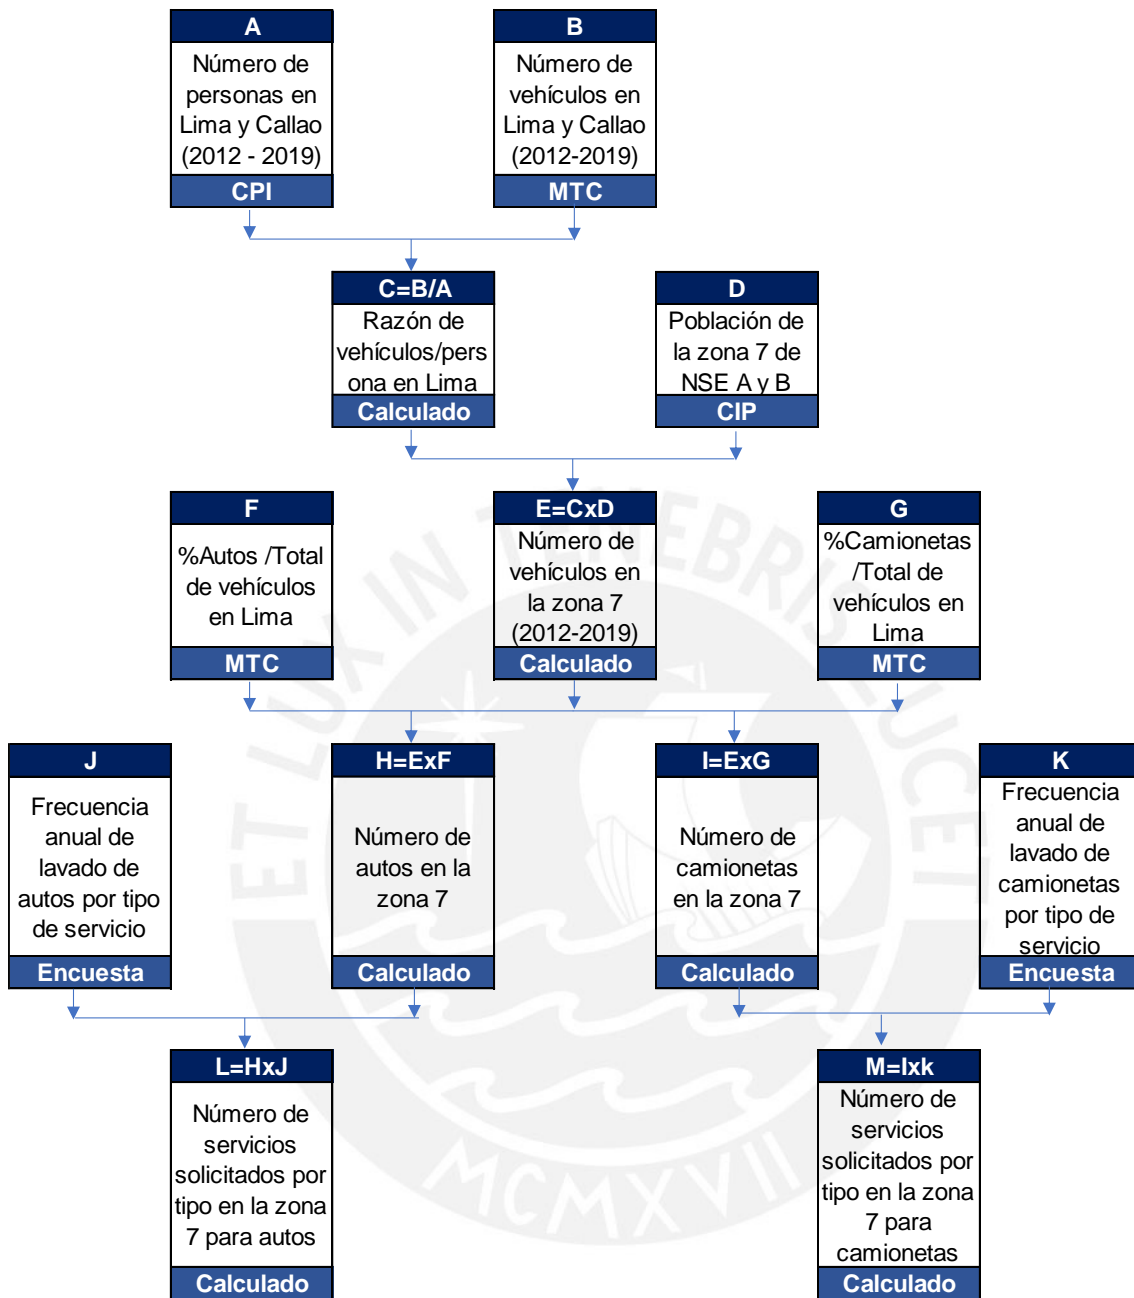 A
Número de
personas en
Lima y Callao
(2012 - 2019)
CPI
B
Número de
vehículos en
Lima y Callao
(2012-2019)
MTC
C=B/A
Razón de
vehículos/pers
ona en Lima
Calculado
D
Población de
la zona 7 de
NSE A y B
CIP
F
%Autos /Total
de vehículos
en Lima
MTC
E=CxD
Número de
vehículos en
la zona 7
(2012-2019)
Calculado
G
%Camionetas
/Total de
vehículos en
Lima
MTC
J
Frecuencia
anual de
lavado de
autos por tipo
de servicio
Encuesta
H=ExF
Número de
autos en la
zona 7
Calculado
I=ExG
Número de
camionetas
en la zona 7
Calculado
K
Frecuencia
anual de
lavado de
camionetas
por tipo de
servicio
Encuesta
L=HxJ
Número de
servicios
solicitados por
tipo en la zona
7 para autos
Calculado
M=Ixk
Número de
servicios
solicitados por
tipo en la zona
7 para
camionetas
Calculado
ET LUX IN TENEBRIS LUCET
MCMXVII